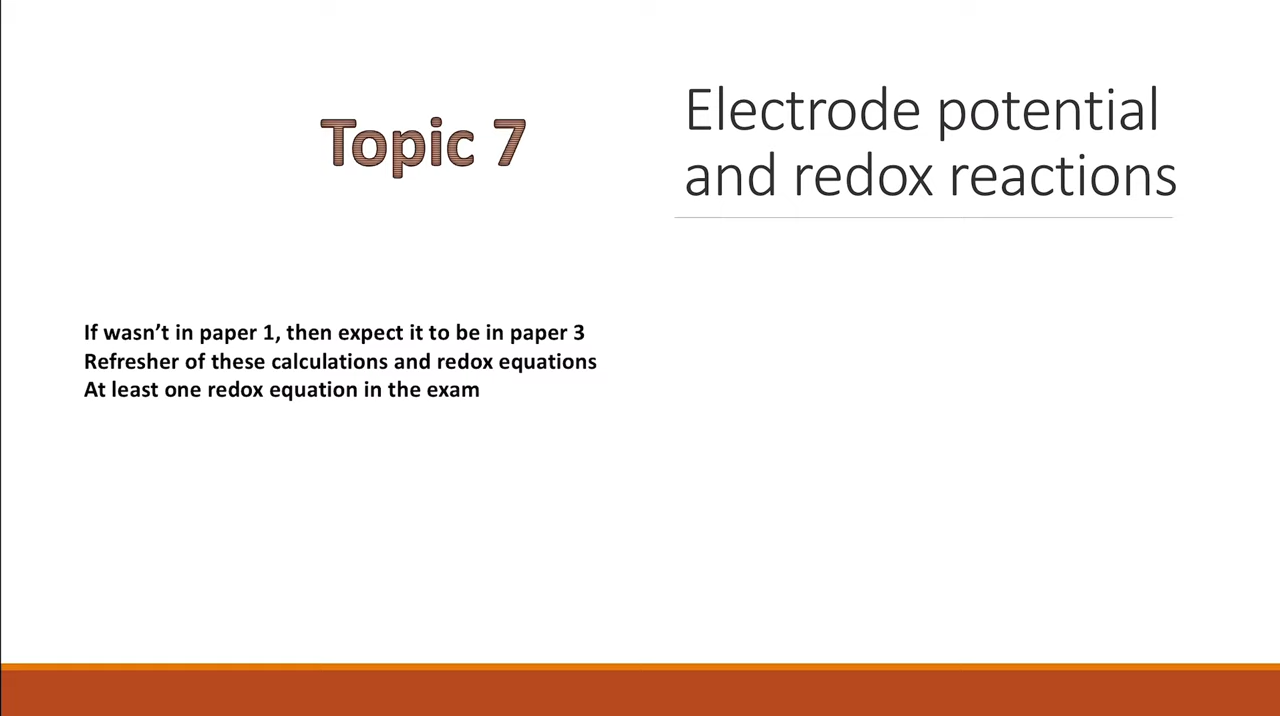 Topic 7
Electrode potential
and redox reactions
If wasn't in paper 1, then expect it to be in paper 3
Refresher of these calculations and redox equations
At least one redox equation in the exam